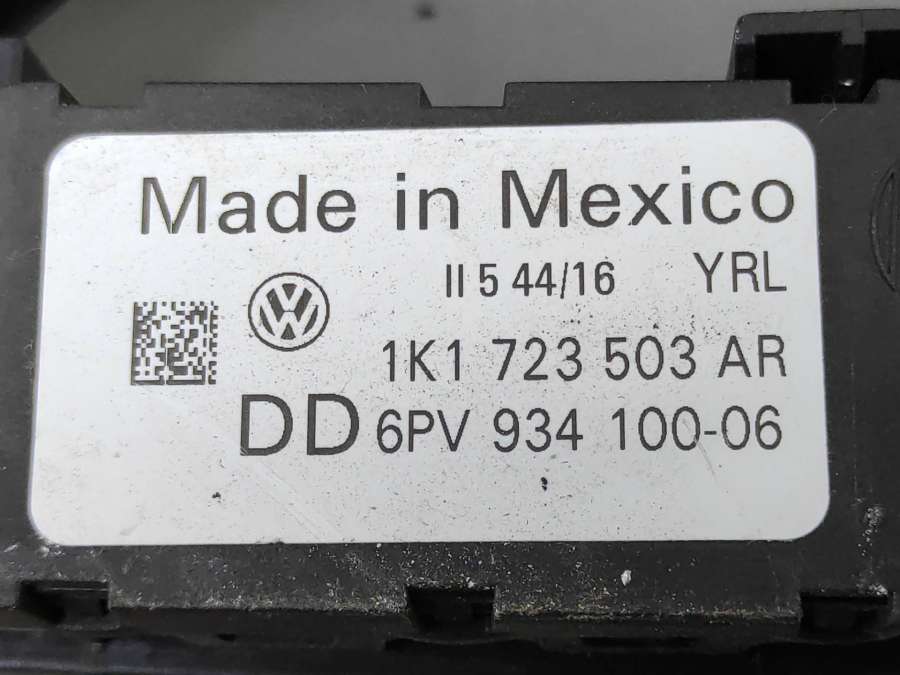 Made in Mexico
II 5 44/16 YRL
1K1 723 503 AR
DD 6PV 934 100-06